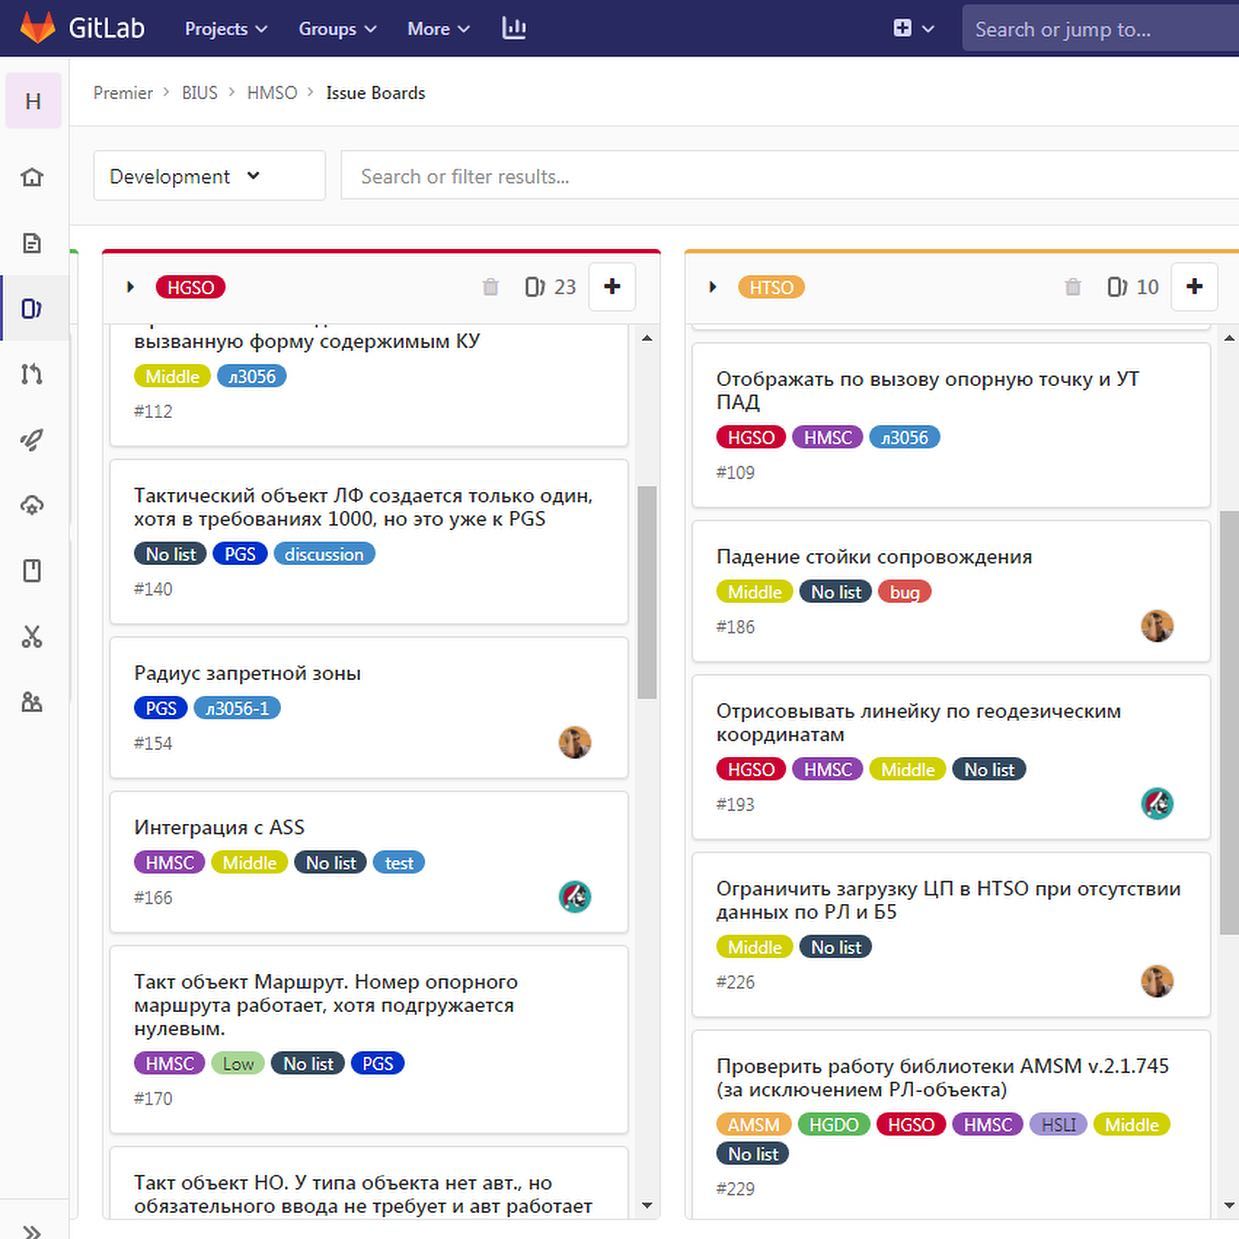 GitLab Projects Groups More Search or jump to...
H Premier > BIUS > HMSO > Issue Boards
Development Search or filter results...
HGSO 23
вызванную форму содержимым КУ
Middle л3056
#112
Тактический объект ЛФ создается только один,
хотя в требованиях 1000, но это уже к PGS
No list PGS discussion
#140
Радиус запретной зоны
PGS л3056-1
#154
Интеграция с ASS
HMSC Middle No list test
#166
Такт объект Маршрут. Номер опорного
маршрута работает, хотя подгружается
нулевым.
HMSC Low No list PGS
#170
Такт объект НО. У типа объекта нет авт., но
обязательного ввода не требует и авт работает
HTSO 10
Отображать по вызову опорную точку и УТ
ПАД
HGSO HMSC л3056
#109
Падение стойки сопровождения
Middle No list bug
#186
Отрисовывать линейку по геодезическим
координатам
HGSO HMSC Middle No list
#193
Ограничить загрузку ЦП в HTSO при отсутствии
данных по РЛ и Б5
Middle No list
#226
Проверить работу библиотеки AMSM v.2.1.745
(за исключением РЛ-объекта)
AMSM HGDO HGSO HMSC HSLI Middle
No list
#229